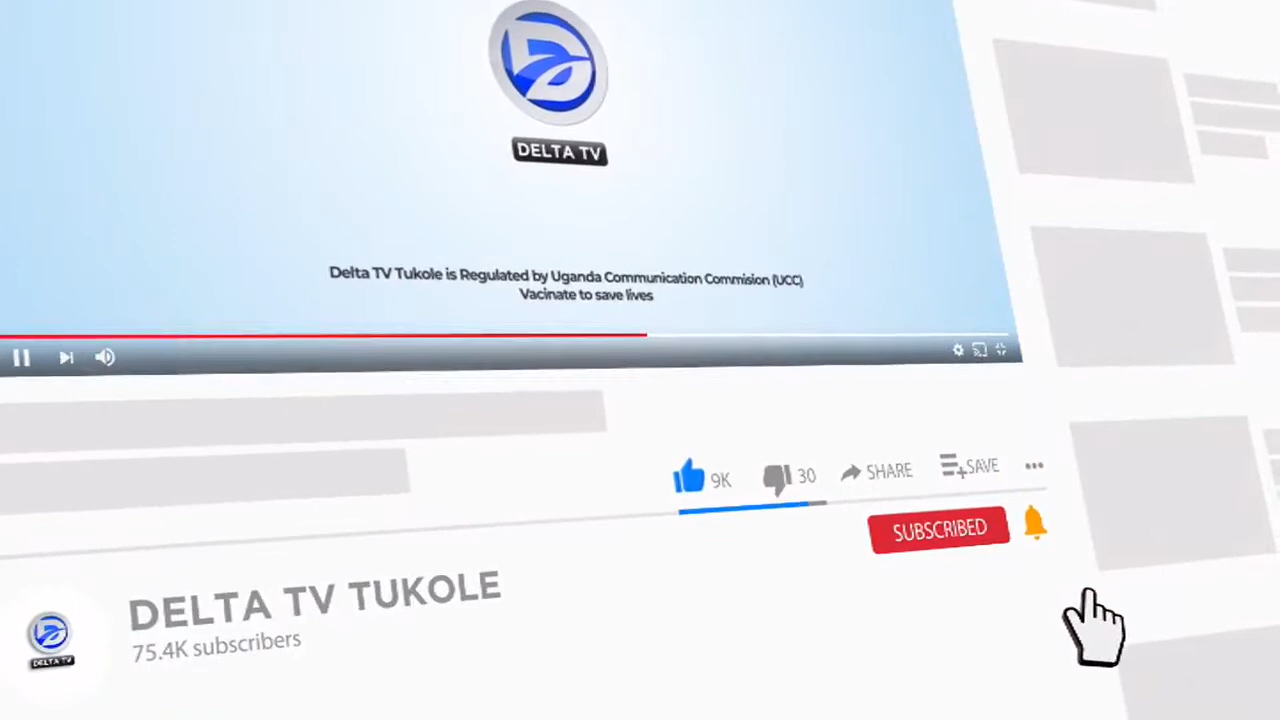 DELTA TV
Delta TV Tukole is Regulated by Uganda Communication Commision (UCC)
Vacinate to save lives
9K
30
SHARE
SAVE
SUBSCRIBED
DELTA TV TUKOLE
75.4K subscribers
DELTA TV